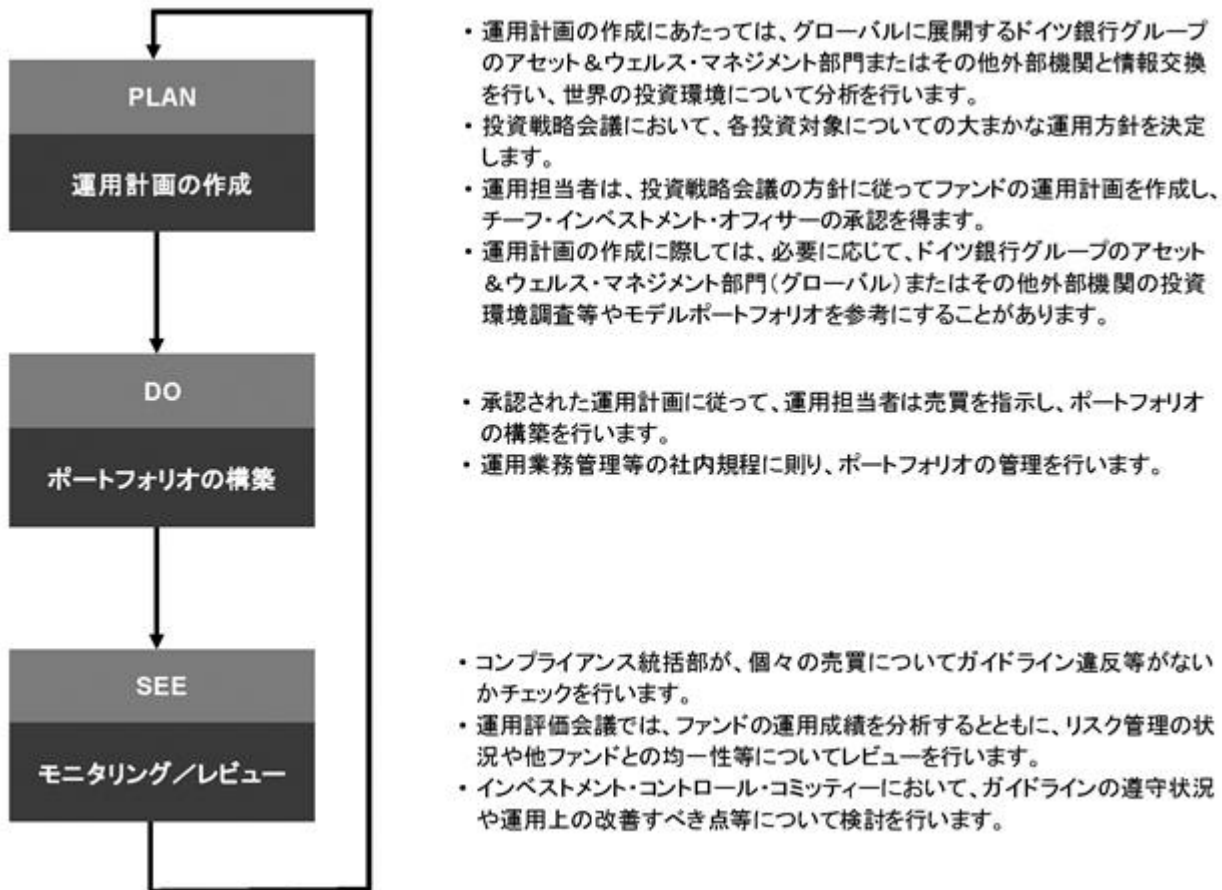 PLAN
運用計画の作成
・運用計画の作成にあたっては、グローバルに展開するドイツ銀行グループ
のアセット＆ウェルス・マネジメント部門またはその他外部機関と情報交換
を行い、世界の投資環境について分析を行います。
・投資戦略会議において、各投資対象についての大まかな運用方針を決定
します。
・運用担当者は、投資戦略会議の方針に従ってファンドの運用計画を作成し、
チーフ・インベストメント・オフィサーの承認を得ます。
・運用計画の作成に際しては、必要に応じて、ドイツ銀行グループのアセット
＆ウェルス・マネジメント部門（グローバル）またはその他外部機関の投資
環境調査等やモデルポートフォリオを参考にすることがあります。
DO
ポートフォリオの構築
・承認された運用計画に従って、運用担当者は売買を指示し、ポートフォリオ
の構築を行います。
・運用業務管理等の社内規程に則り、ポートフォリオの管理を行います。
SEE
モニタリング／レビュー
・コンプライアンス統括部が、個々の売買についてガイドライン違反等がない
かチェックを行います。
・運用評価会議では、ファンドの運用成績を分析するとともに、リスク管理の状
況や他ファンドとの均一性等についてレビューを行います。
・インベストメント・コントロール・コミッティーにおいて、ガイドラインの遵守状況
や運用上の改善すべき点等について検討を行います。